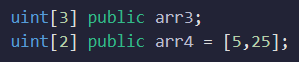 uint[3] public arr3;
uint[2] public arr4 = [5,25];